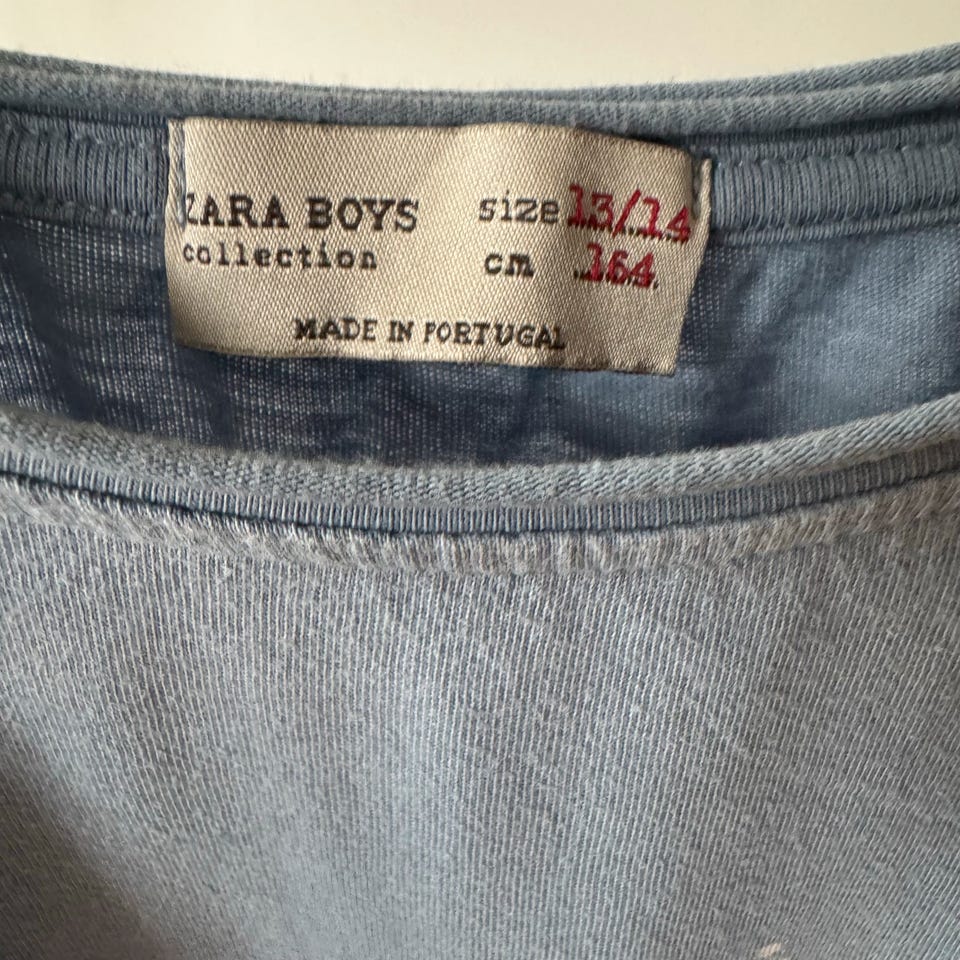 ZARA BOYS size 13/14
collection cm 164
MADE IN PORTUGAL